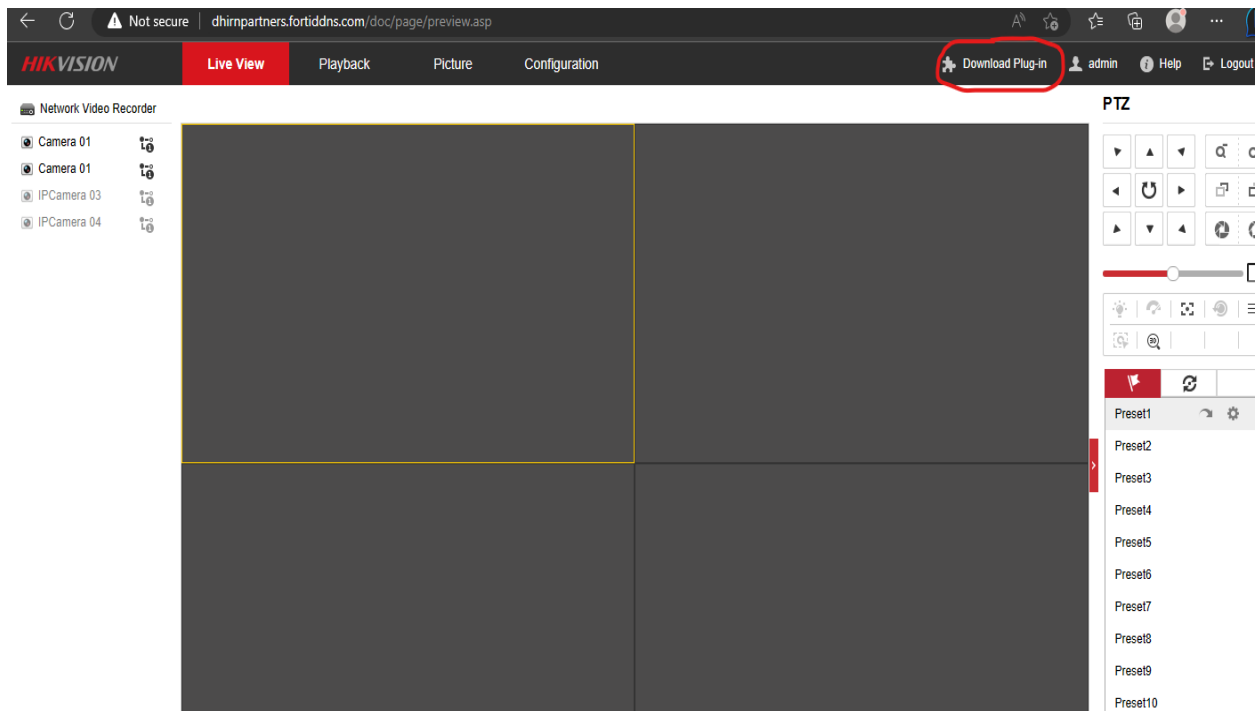 Not secure dhirnpartners.fortiddns.com/doc/page/preview.asp
HIKVISION Live View Playback Picture Configuration Download Plug-in admin Help Logout
Network Video Recorder
Camera 01
Camera 01
IPCamera 03
IPCamera 04
PTZ
Preset1
Preset2
Preset3
Preset4
Preset5
Preset6
Preset7
Preset8
Preset9
Preset10